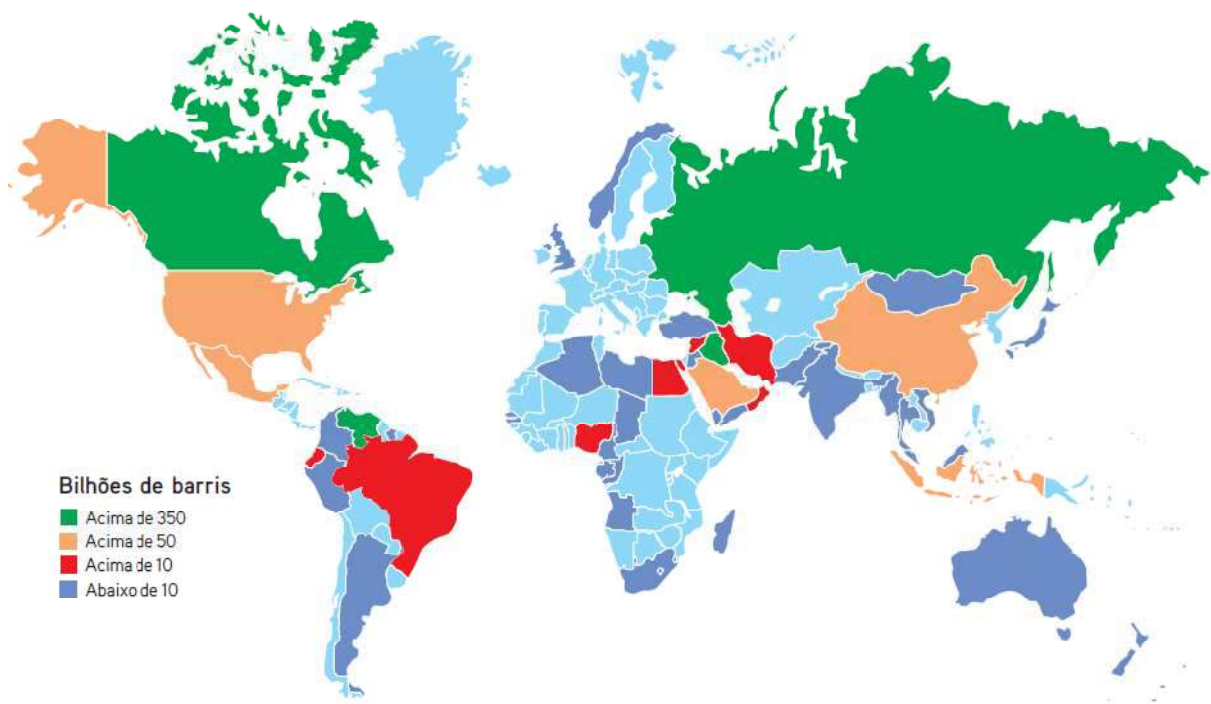 Bilhões de barris
Acima de 350
Acima de 50
Acima de 10
Abaixo de 10